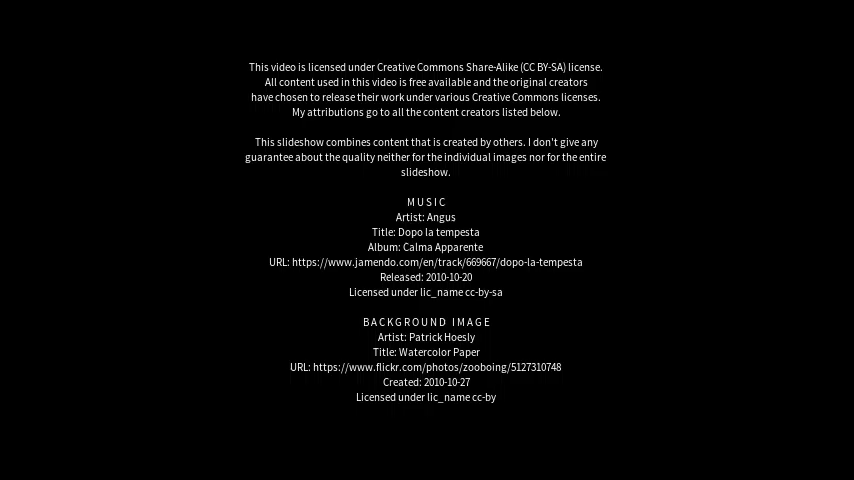 This video is licensed under Creative Commons Share-Alike (CC BY-SA) license.
All content used in this video is free available and the original creators
have chosen to release their work under various Creative Commons licenses.
My attributions go to all the content creators listed below.
This slideshow combines content that is created by others. I don't give any
guarantee about the quality neither for the individual images nor for the entire
slideshow.
MUSIC
Artist: Angus
Title: Dopo la tempesta
Album: Calma Apparente
URL: https://www.jamendo.com/en/track/669667/dopo-la-tempesta
Released: 2010-10-20
Licensed under lic_name cc-by-sa
BACKGROUND IMAGE
Artist: Patrick Hoesly
Title: Watercolor Paper
URL: https://www.flickr.com/photos/zooboing/5127310748
Created: 2010-10-27
Licensed under lic_name cc-by